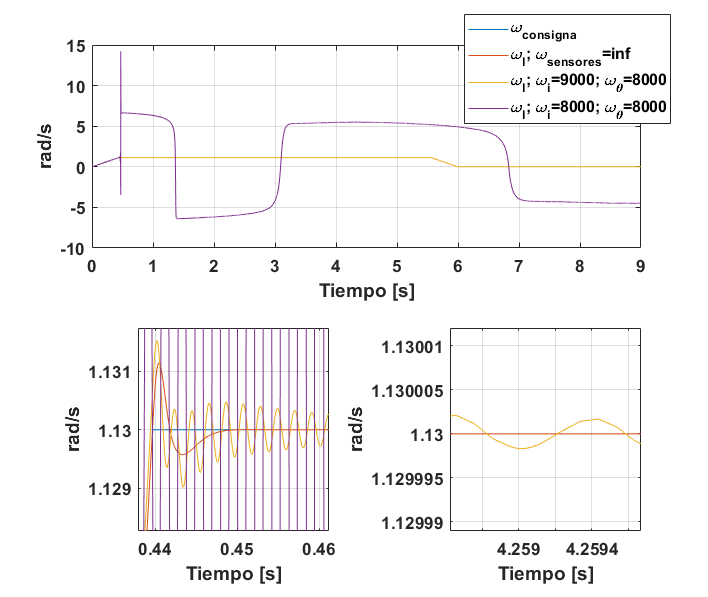 ω_consigna
ω_l; ω_sensores=inf
ω_l; ω_i=9000; ω_θ=8000
ω_l; ω_i=8000; ω_θ=8000
15
10
5
0
-5
-10
rad/s
0 1 2 3 4 5 6 7 8 9
Tiempo [s]
1.131
1.13
1.129
rad/s
0.44 0.45 0.46
Tiempo [s]
1.13001
1.130005
1.13
1.129995
1.12999
rad/s
4.259 4.2594
Tiempo [s]